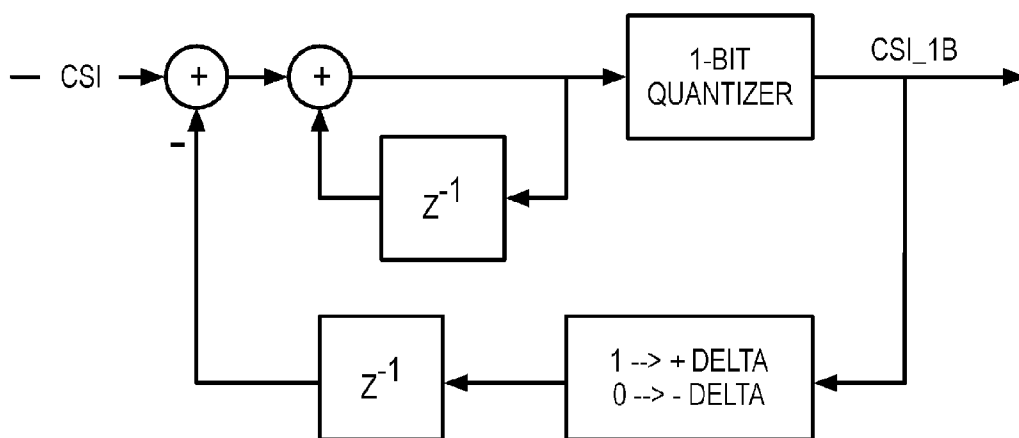 CSI
+
+
1-BIT
QUANTIZER
CSI_1B
-
z⁻¹
z⁻¹
1 --> + DELTA
0 --> - DELTA